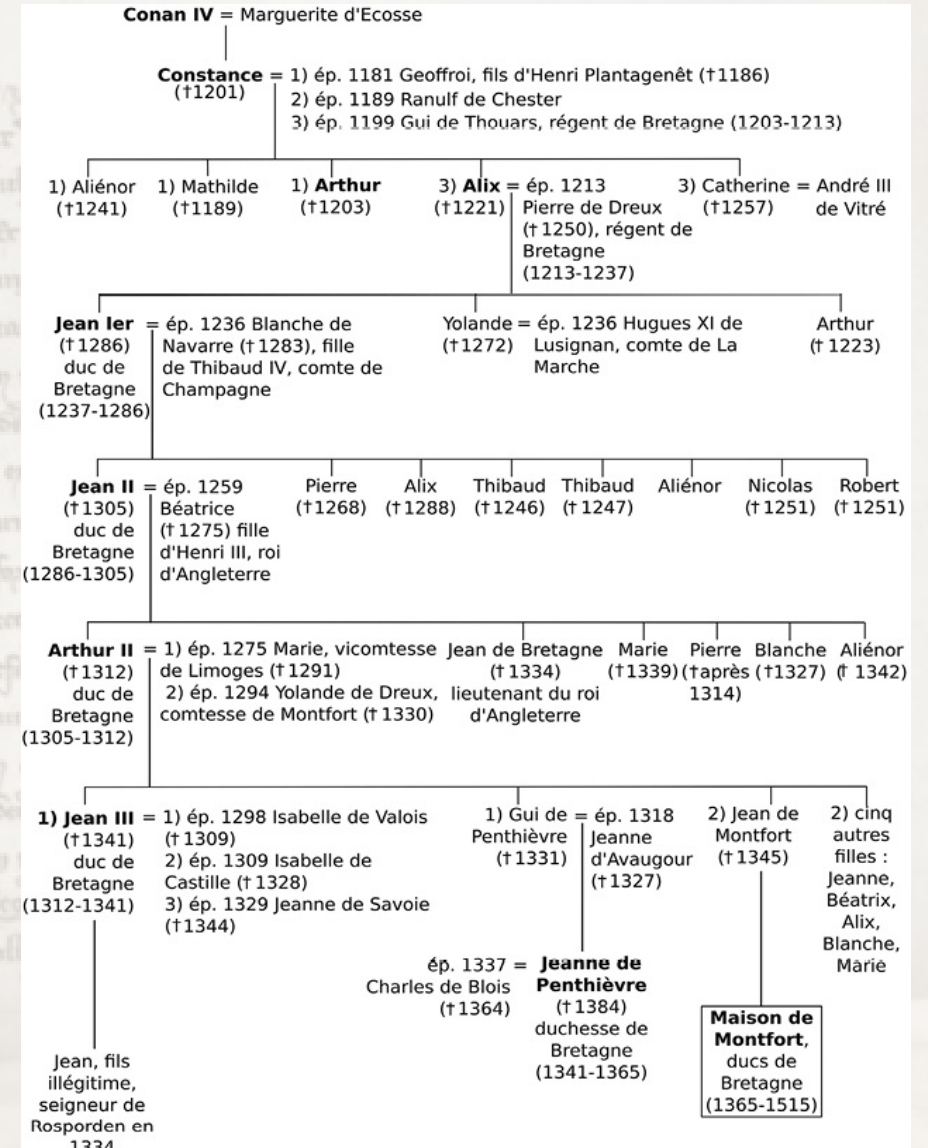 Conan IV = Marguerite d'Ecosse
Constance = 1) ép. 1181 Geoffroi, fils d'Henri Plantagenêt (†1186)
(†1201)
2) ép. 1189 Ranulf de Chester
3) ép. 1199 Gui de Thouars, régent de Bretagne (1203-1213)
1) Aliénor
(†1241)
1) Mathilde
(†1189)
1) Arthur
(†1203)
3) Alix = ép. 1213
(†1221)
Pierre de Dreux
(†1250), régent de
Bretagne
(1213-1237)
3) Catherine = André III
(†1257)
de Vitré
Jean Ier = ép. 1236 Blanche de
(†1286)
duc de
Bretagne
(1237-1286)
Navarre (†1283), fille
de Thibaud IV, comte de
Champagne
Yolande = ép. 1236 Hugues XI de
(†1272)
Lusignan, comte de La
Marche
Arthur
(†1223)
Jean II = ép. 1259
(†1305)
duc de
Bretagne
(1286-1305)
Béatrice
(†1275) fille
d'Henri III, roi
d'Angleterre
Pierre
(†1268)
Alix
(†1288)
Thibaud
(†1246)
Thibaud
(†1247)
Aliénor
Nicolas
(†1251)
Robert
(†1251)
Arthur II = 1) ép. 1275 Marie, vicomtesse
(†1312)
duc de
Bretagne
(1305-1312)
de Limoges (†1291)
2) ép. 1294 Yolande de Dreux,
comtesse de Montfort (†1330)
Jean de Bretagne
(†1334)
lieutenant du roi
d'Angleterre
Marie
(†1339)
Pierre
(†après
1314)
Blanche
(†1327)
Aliénor
(†1342)
1) Jean III = 1) ép. 1298 Isabelle de Valois
(†1341)
duc de
Bretagne
(1312-1341)
(†1309)
2) ép. 1309 Isabelle de
Castille (†1328)
3) ép. 1329 Jeanne de Savoie
(†1344)
1) Gui de = ép. 1318
Penthièvre
(†1331)
Jeanne
d'Avaugour
(†1327)
2) Jean de
Montfort
(†1345)
2) cinq
autres
filles :
Jeanne,
Béatrix,
Alix,
Blanche,
Marie
ép. 1337 = Jeanne de
Charles de Blois
(†1364)
Penthièvre
(†1384)
duchesse de
Bretagne
(1341-1365)
Maison de
Montfort,
ducs de
Bretagne
(1365-1515)
Jean, fils
illégitime,
seigneur de
Rosporden en
1334